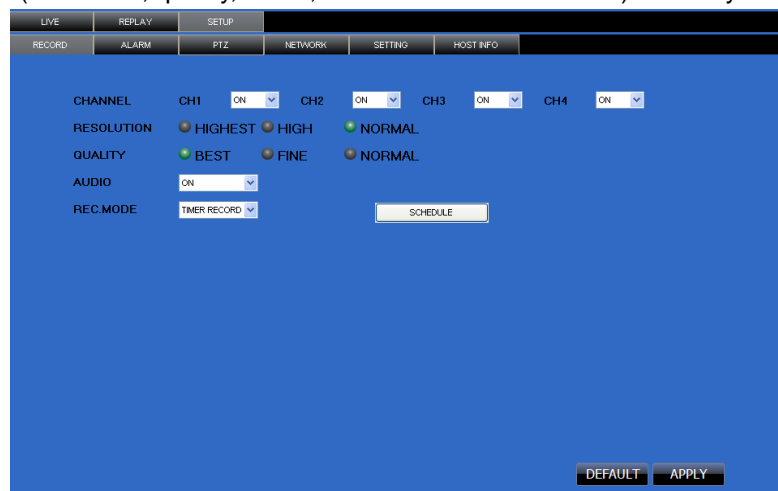 LIVE REPLAY SETUP
RECORD ALARM PTZ NETWORK SETTING HOST INFO
CHANNEL CH1 ON CH2 ON CH3 ON CH4 ON
RESOLUTION HIGHEST HIGH NORMAL
QUALITY BEST FINE NORMAL
AUDIO ON
REC.MODE TIMER RECORD SCHEDULE
DEFAULT APPLY